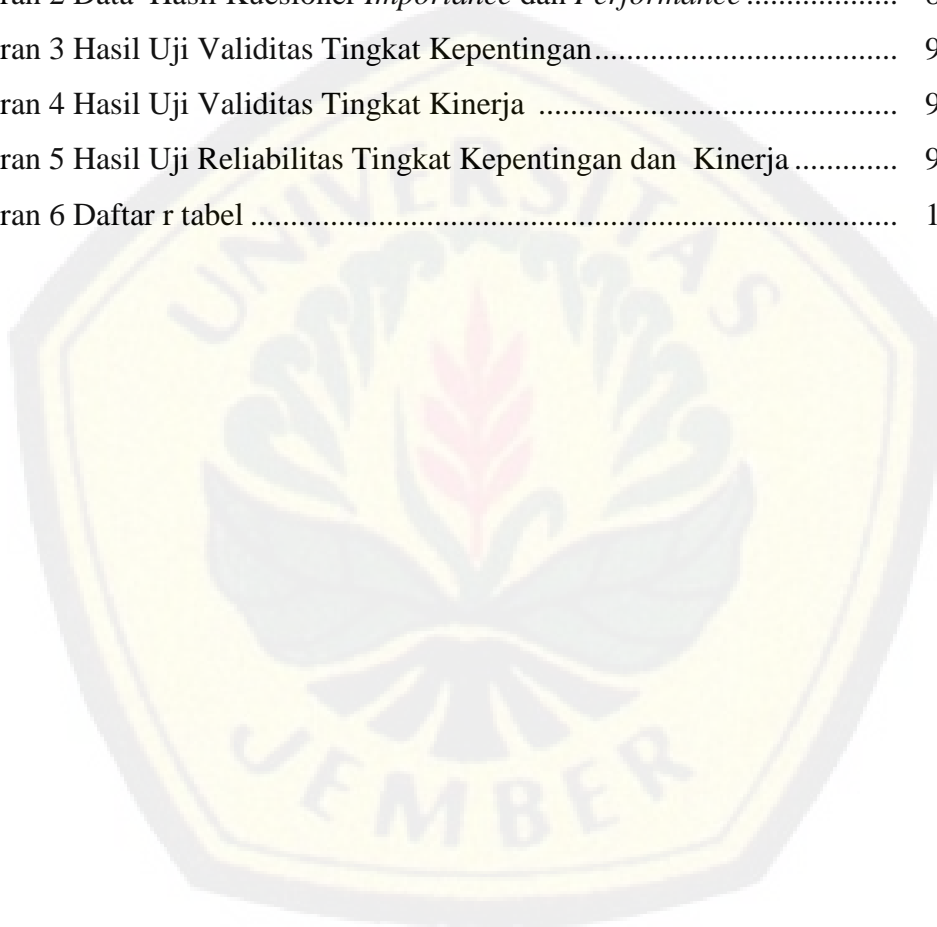 ran 2 Data Hasil Kuesioner Importance dan Performance ...................
ran 3 Hasil Uji Validitas Tingkat Kepentingan.................................... 9
ran 4 Hasil Uji Validitas Tingkat Kinerja .......................................... 9
ran 5 Hasil Uji Reliabilitas Tingkat Kepentingan dan Kinerja ............. 9
ran 6 Daftar r tabel .............................................................................. 1
UNIVERSITAS
JEMBER